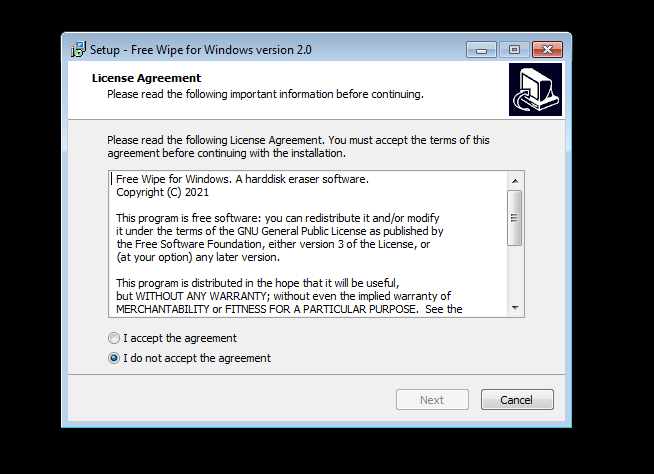 Setup - Free Wipe for Windows version 2.0
License Agreement
Please read the following important information before continuing.
Please read the following License Agreement. You must accept the terms of this
agreement before continuing with the installation.
Free Wipe for Windows. A harddisk eraser software.
Copyright (C) 2021
This program is free software: you can redistribute it and/or modify
it under the terms of the GNU General Public License as published by
the Free Software Foundation, either version 3 of the License, or
(at your option) any later version.
This program is distributed in the hope that it will be useful,
but WITHOUT ANY WARRANTY; without even the implied warranty of
MERCHANTABILITY or FITNESS FOR A PARTICULAR PURPOSE.  See the
I accept the agreement
I do not accept the agreement
Next
Cancel